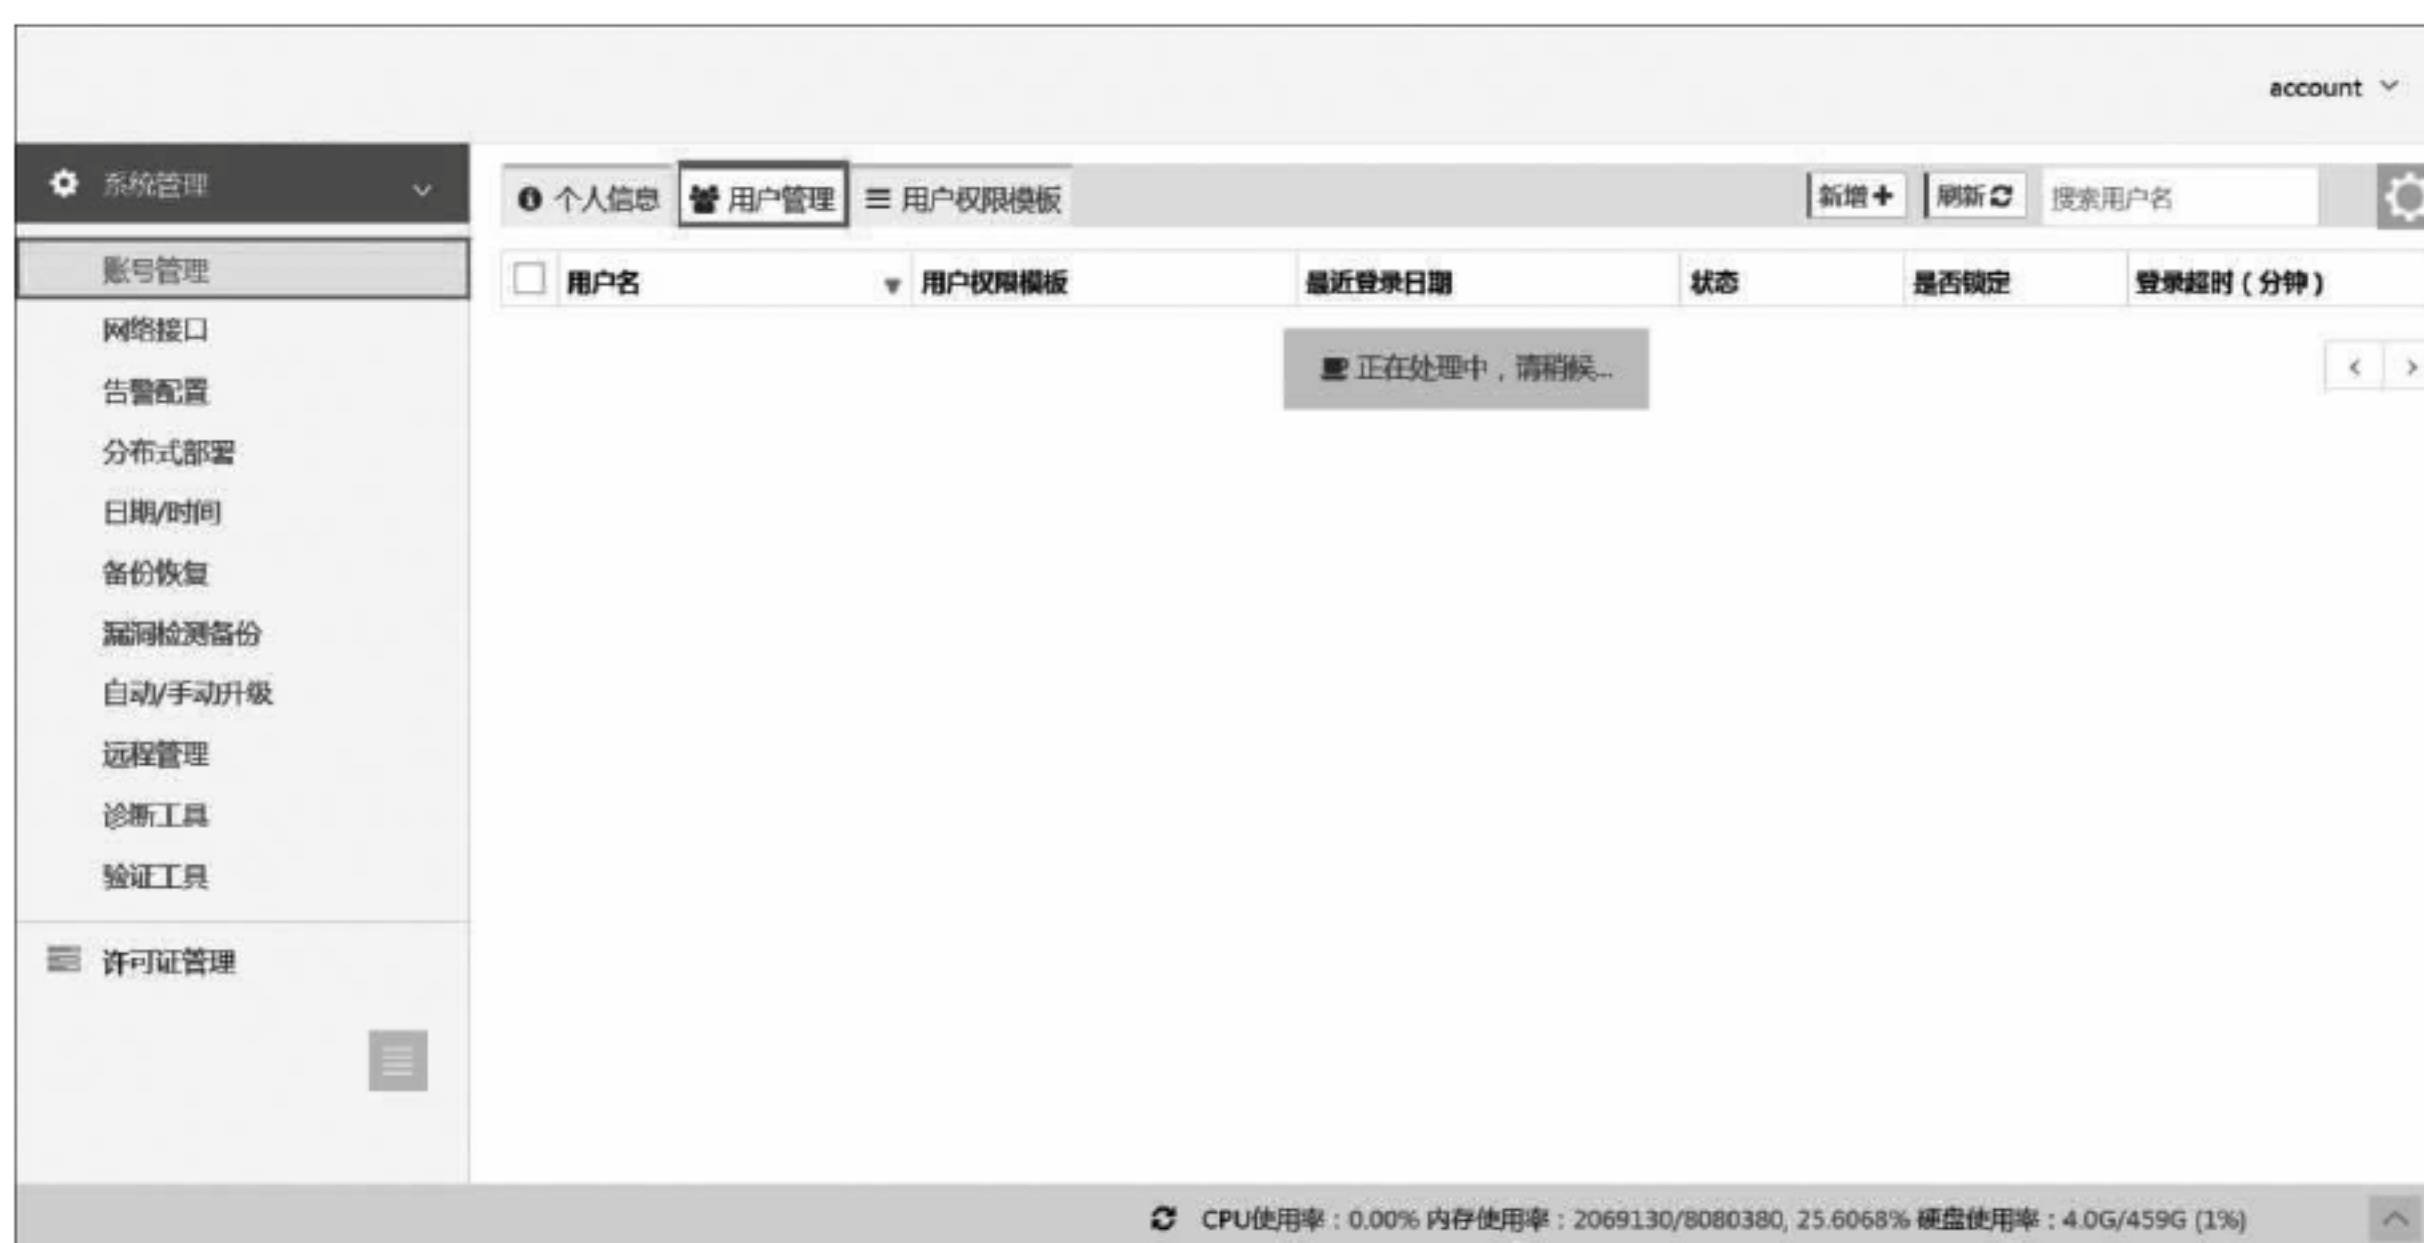 account
系统管理
个人信息 用户管理 用户权限模板 新增 刷新 搜索用户名
账号管理
用户名 用户权限模板 最近登录日期 状态 是否锁定 登录超时（分钟）
网络接口
正在处理中，请稍候...
告警配置
分布式部署
日期/时间
备份恢复
漏洞检测备份
自动/手动升级
远程管理
诊断工具
验证工具
许可证管理
CPU使用率：0.00% 内存使用率：2069130/8080380, 25.6068% 硬盘使用率：4.0G/459G (1%)